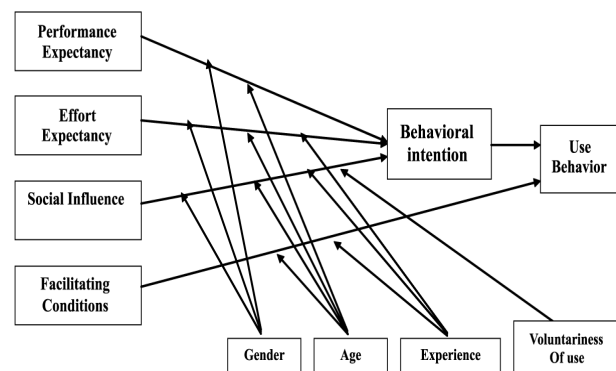 Performance
Expectancy
Effort
Expectancy
Behavioral
intention
Use
Behavior
Social Influence
Facilitating
Conditions
Gender
Age
Experience
Voluntariness
Of use